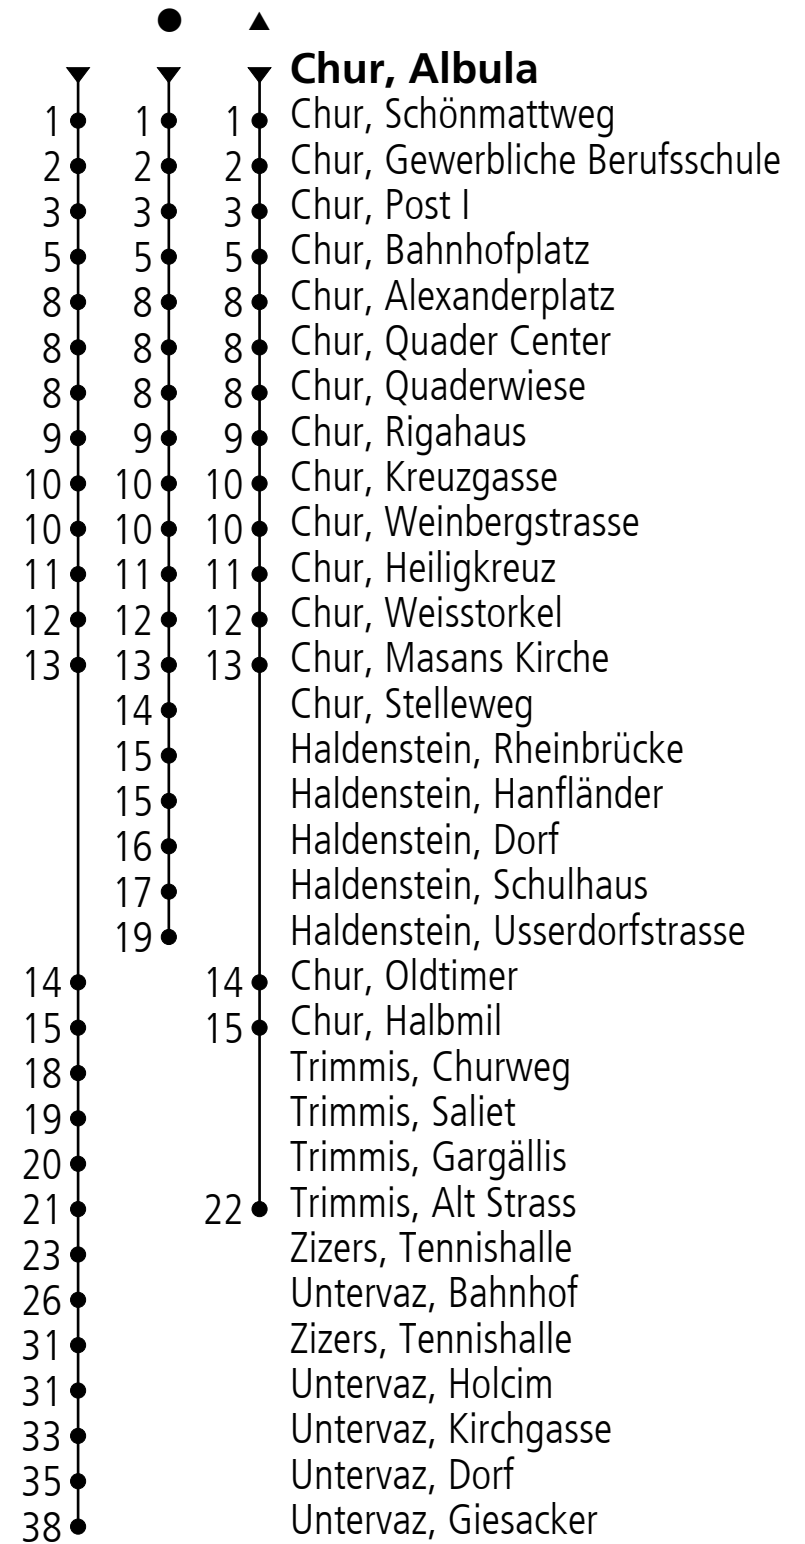 Chur, Albula
1 1 1 Chur, Schönmattweg
2 2 2 Chur, Gewerbliche Berufsschule
3 3 3 Chur, Post I
5 5 5 Chur, Bahnhofplatz
8 8 8 Chur, Alexanderplatz
8 8 8 Chur, Quader Center
8 8 8 Chur, Quaderwiese
9 9 9 Chur, Rigahaus
10 10 10 Chur, Kreuzgasse
10 10 10 Chur, Weinbergstrasse
11 11 11 Chur, Heiligkreuz
12 12 12 Chur, Weisstorkel
13 13 13 Chur, Masans Kirche
14 Chur, Stelleweg
15 Haldenstein, Rheinbrücke
15 Haldenstein, Hanfländer
16 Haldenstein, Dorf
17 Haldenstein, Schulhaus
19 Haldenstein, Usserdorfstrasse
14 14 Chur, Oldtimer
15 15 Chur, Halbmil
18 Trimmis, Churweg
19 Trimmis, Saliet
20 Trimmis, Gargällis
21 22 Trimmis, Alt Strass
23 Zizers, Tennishalle
26 Untervaz, Bahnhof
31 Zizers, Tennishalle
31 Untervaz, Holcim
33 Untervaz, Kirchgasse
35 Untervaz, Dorf
38 Untervaz, Giesacker